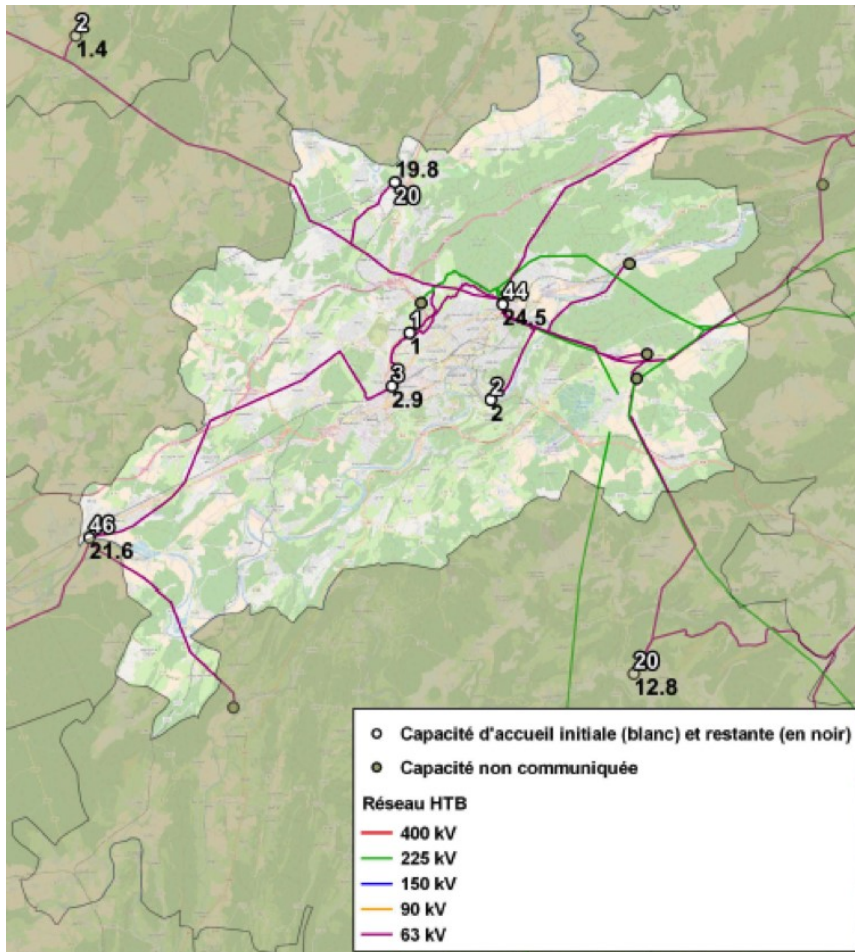 2
1.4
19.8
20
44
24.5
1
1
3
2.9
2
2
46
21.6
20
12.8
Capacité d'accueil initiale (blanc) et restante (en noir)
Capacité non communiquée
Réseau HTB
400 kV
225 kV
150 kV
90 kV
63 kV